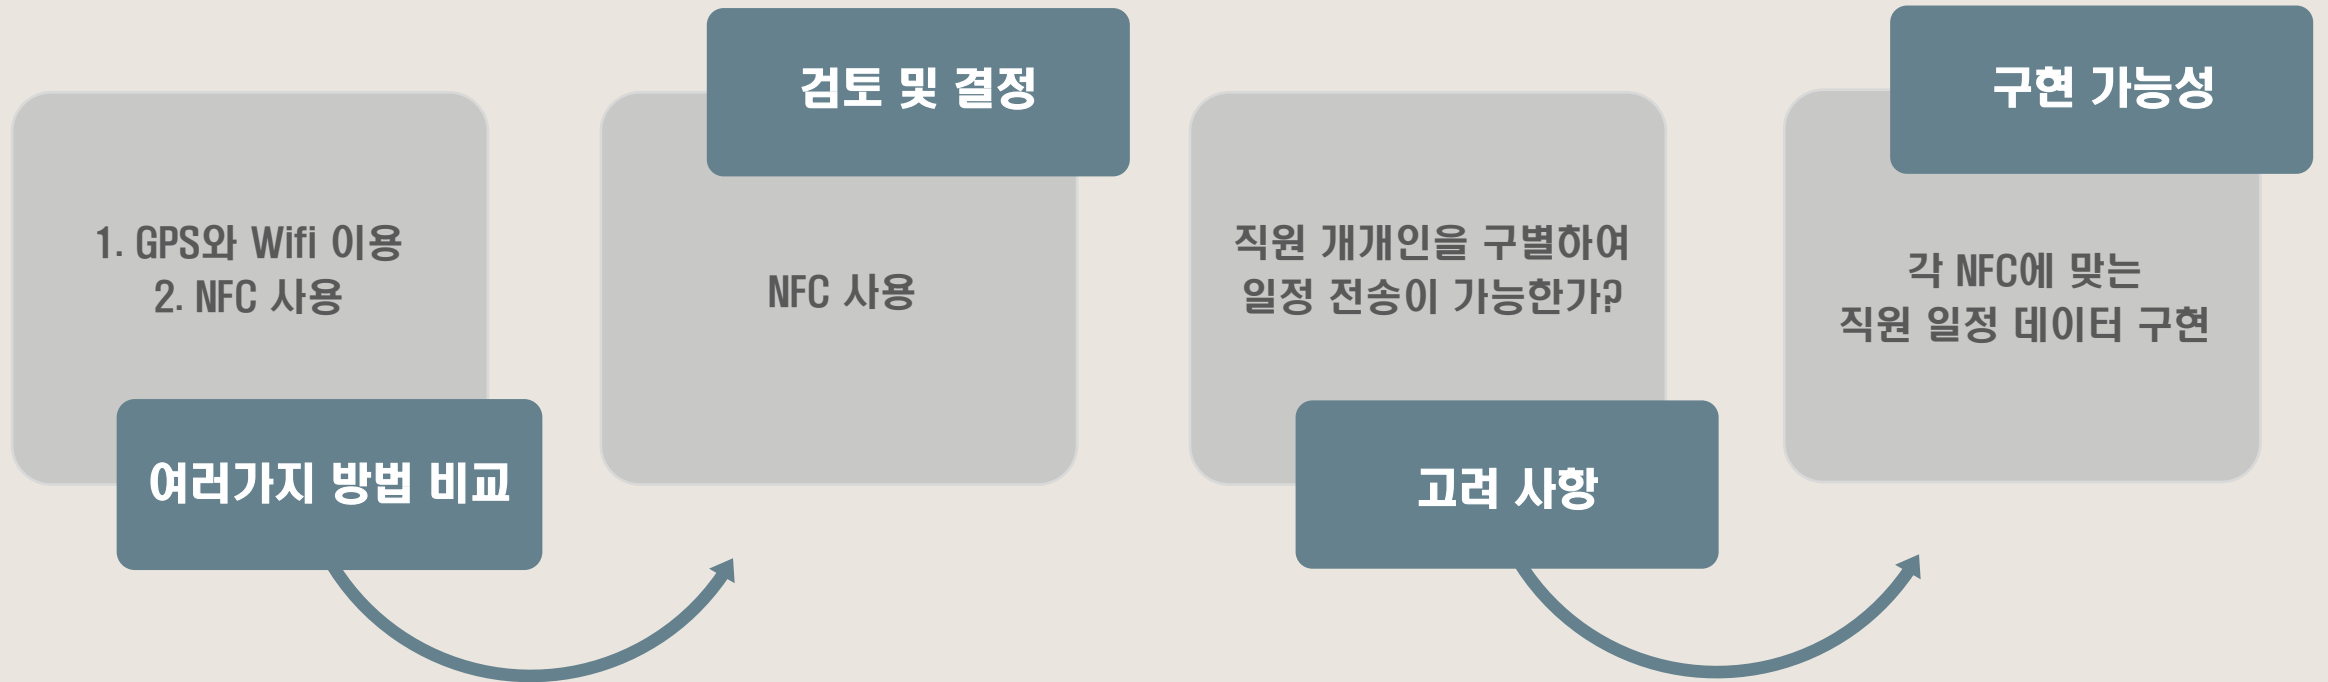 1. GPS와 Wifi 이용
2. NFC 사용
여러가지 방법 비교
검토 및 결정
NFC 사용
직원 개개인을 구별하여
일정 전송이 가능한가?
고려 사항
구현 가능성
각 NFC에 맞는
직원 일정 데이터 구현